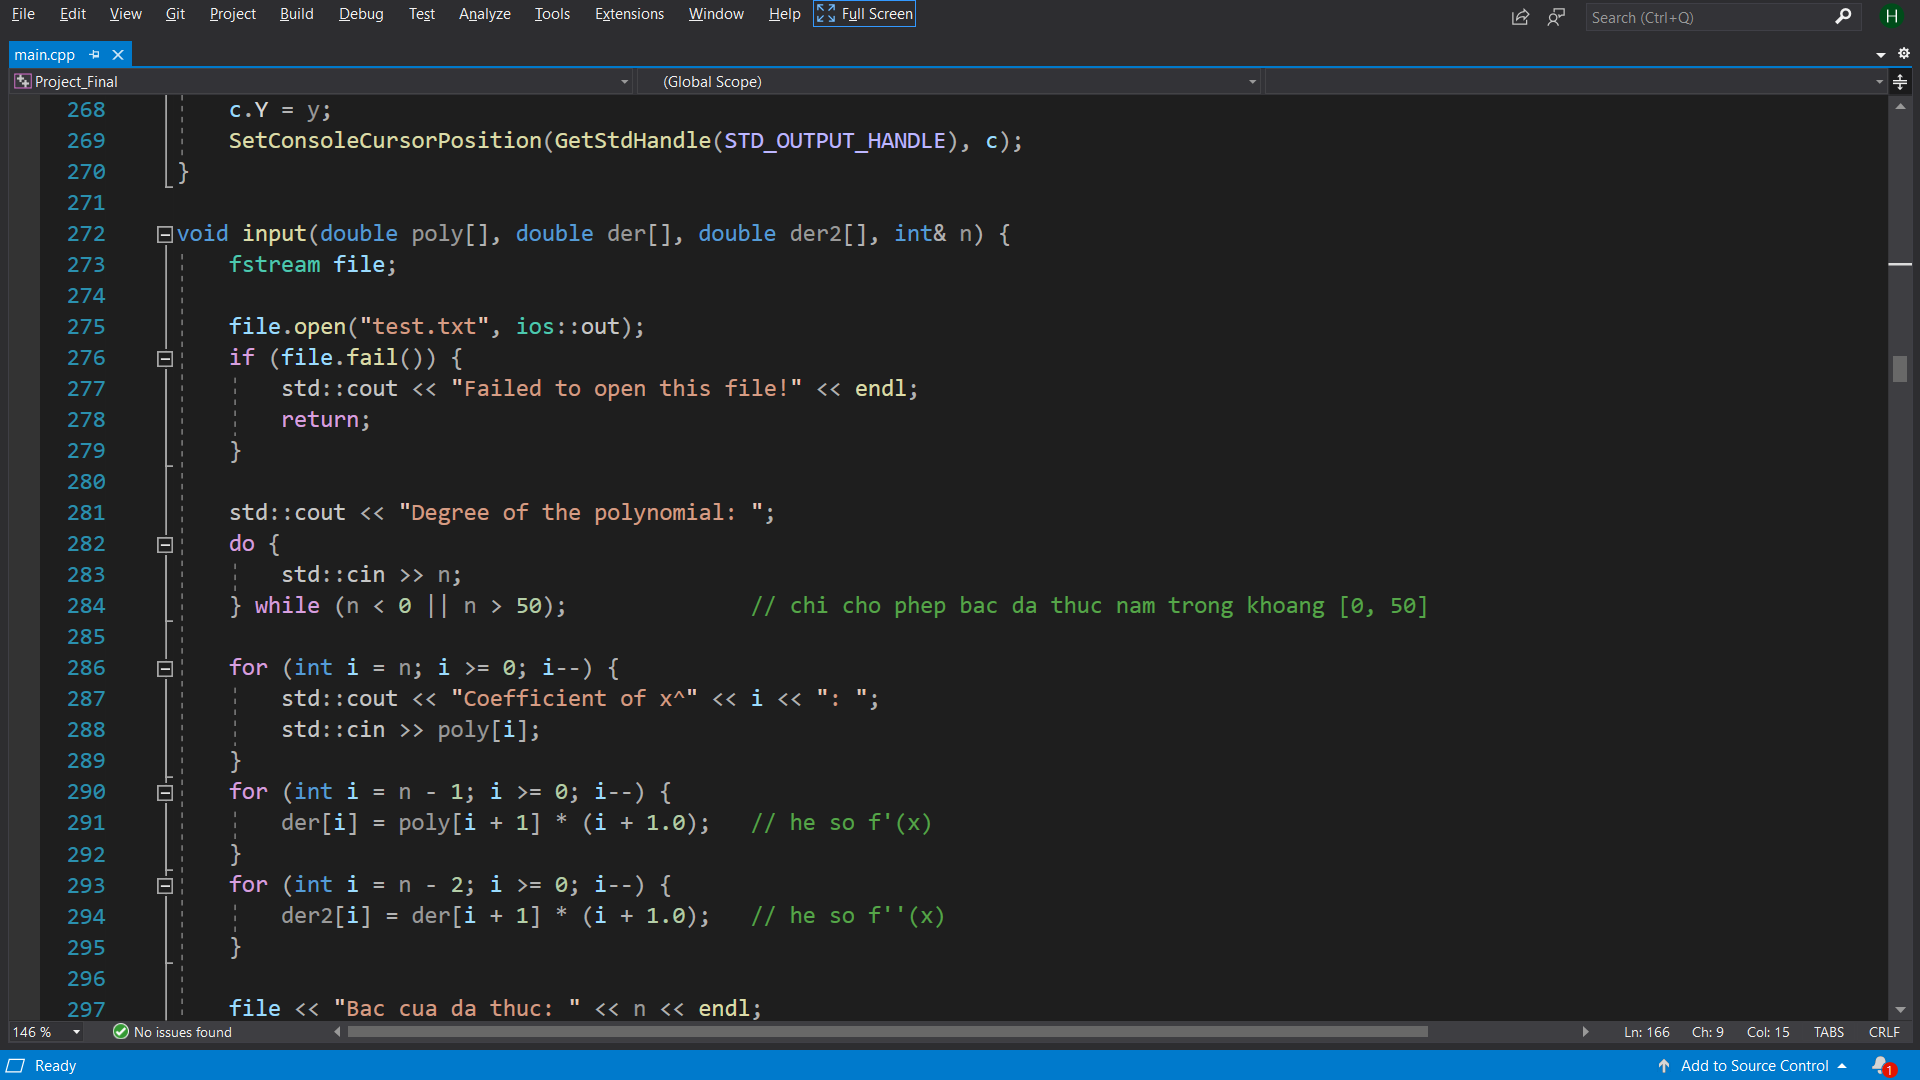 File Edit View Git Project Build Debug Test Analyze Tools Extensions Window Help Full Screen Search (Ctrl+Q) H
main.cpp
Project_Final (Global Scope)
268 c.Y = y;
269 SetConsoleCursorPosition(GetStdHandle(STD_OUTPUT_HANDLE), c);
270 }
271
272 void input(double poly[], double der[], double der2[], int& n) {
273 fstream file;
274
275 file.open("test.txt", ios::out);
276 if (file.fail()) {
277 std::cout << "Failed to open this file!" << endl;
278 return;
279 }
280
281 std::cout << "Degree of the polynomial: ";
282 do {
283 std::cin >> n;
284 } while (n < 0 || n > 50); // chi cho phep bac da thuc nam trong khoang [0, 50]
285
286 for (int i = n; i >= 0; i--) {
287 std::cout << "Coefficient of x^" << i << ": ";
288 std::cin >> poly[i];
289 }
290 for (int i = n - 1; i >= 0; i--) {
291 der[i] = poly[i + 1] * (i + 1.0); // he so f'(x)
292 }
293 for (int i = n - 2; i >= 0; i--) {
294 der2[i] = der[i + 1] * (i + 1.0); // he so f''(x)
295 }
296
297 file << "Bac cua da thuc: " << n << endl;
146 % No issues found Ln: 166 Ch: 9 Col: 15 TABS CRLF
Ready Add to Source Control 1